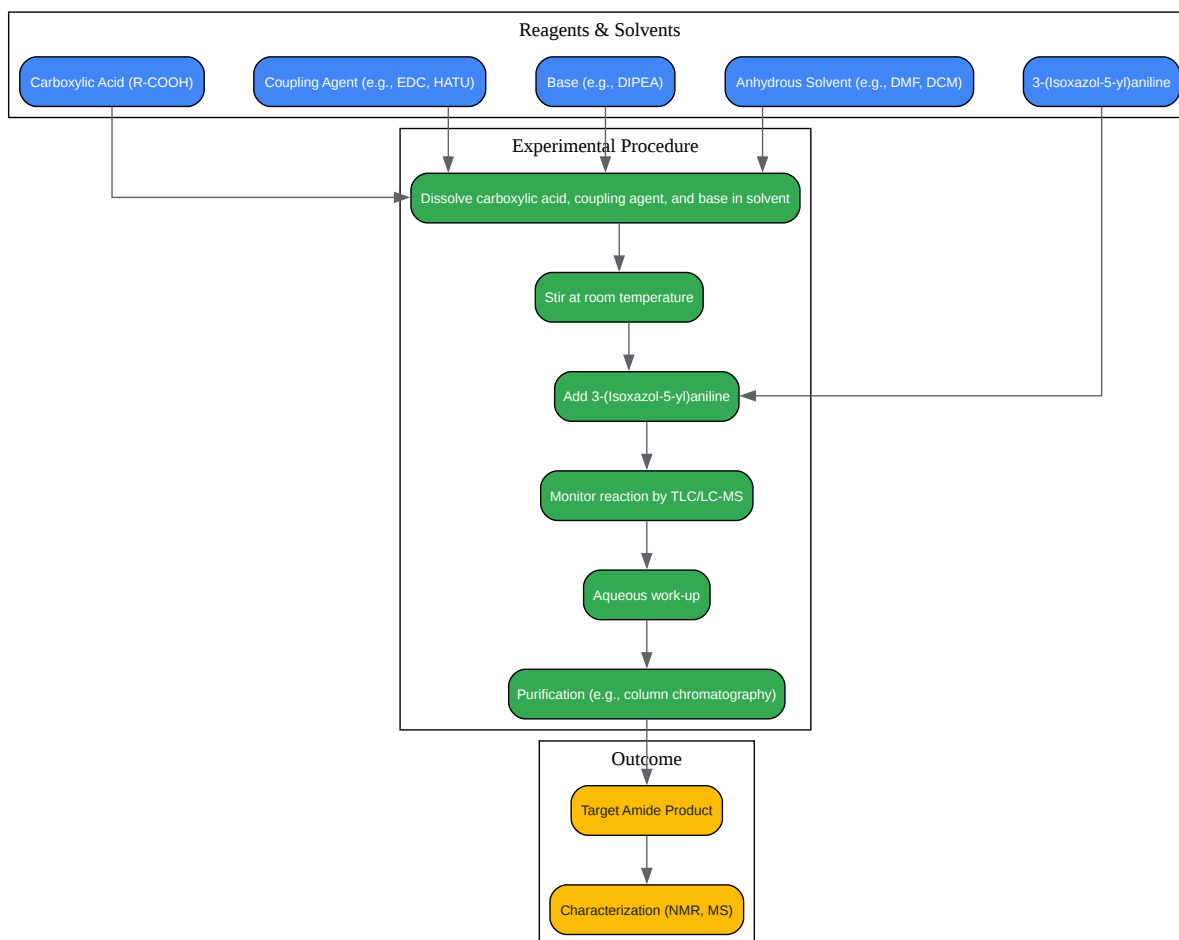 Reagents & Solvents
Carboxylic Acid (R-COOH)
Coupling Agent (e.g., EDC, HATU)
Base (e.g., DIPEA)
Anhydrous Solvent (e.g., DMF, DCM)
3-(Isoxazol-5-yl)aniline
Experimental Procedure
Dissolve carboxylic acid, coupling agent, and base in solvent
Stir at room temperature
Add 3-(Isoxazol-5-yl)aniline
Monitor reaction by TLC/LC-MS
Aqueous work-up
Purification (e.g., column chromatography)
Outcome
Target Amide Product
Characterization (NMR, MS)